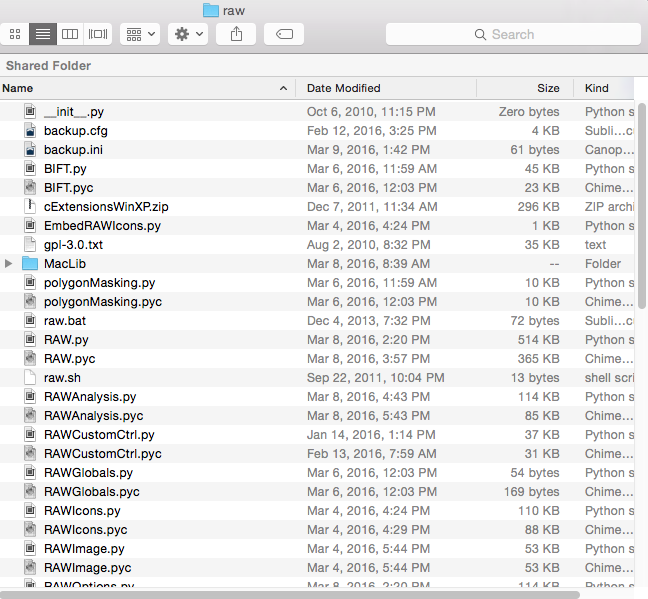 raw
Search
Shared Folder
Name Date Modified Size Kind
__init__.py Oct 6, 2010, 11:15 PM Zero bytes Python s
backup.cfg Feb 12, 2016, 3:25 PM 4 KB Subli...c
backup.ini Mar 9, 2016, 1:42 PM 61 bytes Canop...
BIFT.py Mar 6, 2016, 11:59 AM 45 KB Python s
BIFT.pyc Mar 6, 2016, 12:03 PM 23 KB Chime...
cExtensionsWinXP.zip Dec 7, 2011, 11:34 AM 296 KB ZIP archi
EmbedRAWIcons.py Mar 4, 2016, 4:24 PM 1 KB Python s
gpl-3.0.txt Aug 2, 2010, 8:32 PM 35 KB text
MacLib Mar 8, 2016, 8:39 AM -- Folder
polygonMasking.py Mar 6, 2016, 11:59 AM 10 KB Python s
polygonMasking.pyc Mar 6, 2016, 12:03 PM 10 KB Chime...
raw.bat Dec 4, 2013, 7:32 PM 72 bytes Subli...c
RAW.py Mar 8, 2016, 2:20 PM 514 KB Python s
RAW.pyc Mar 8, 2016, 3:57 PM 365 KB Chime...
raw.sh Sep 22, 2011, 10:04 PM 13 bytes shell scri
RAWAnalysis.py Mar 8, 2016, 4:43 PM 114 KB Python s
RAWAnalysis.pyc Mar 8, 2016, 5:43 PM 85 KB Chime...
RAWCustomCtrl.py Jan 14, 2016, 1:14 PM 37 KB Python s
RAWCustomCtrl.pyc Feb 13, 2016, 7:59 AM 31 KB Chime...
RAWGlobals.py Mar 6, 2016, 12:03 PM 54 bytes Python s
RAWGlobals.pyc Mar 6, 2016, 12:03 PM 169 bytes Chime...
RAWIcons.py Mar 4, 2016, 4:24 PM 110 KB Python s
RAWIcons.pyc Mar 4, 2016, 4:29 PM 88 KB Chime...
RAWImage.py Mar 4, 2016, 5:44 PM 53 KB Python s
RAWImage.pyc Mar 4, 2016, 5:44 PM 53 KB Chime...
RAWOptions.py Mar 8, 2016, 2:20 PM 114 KB Python s